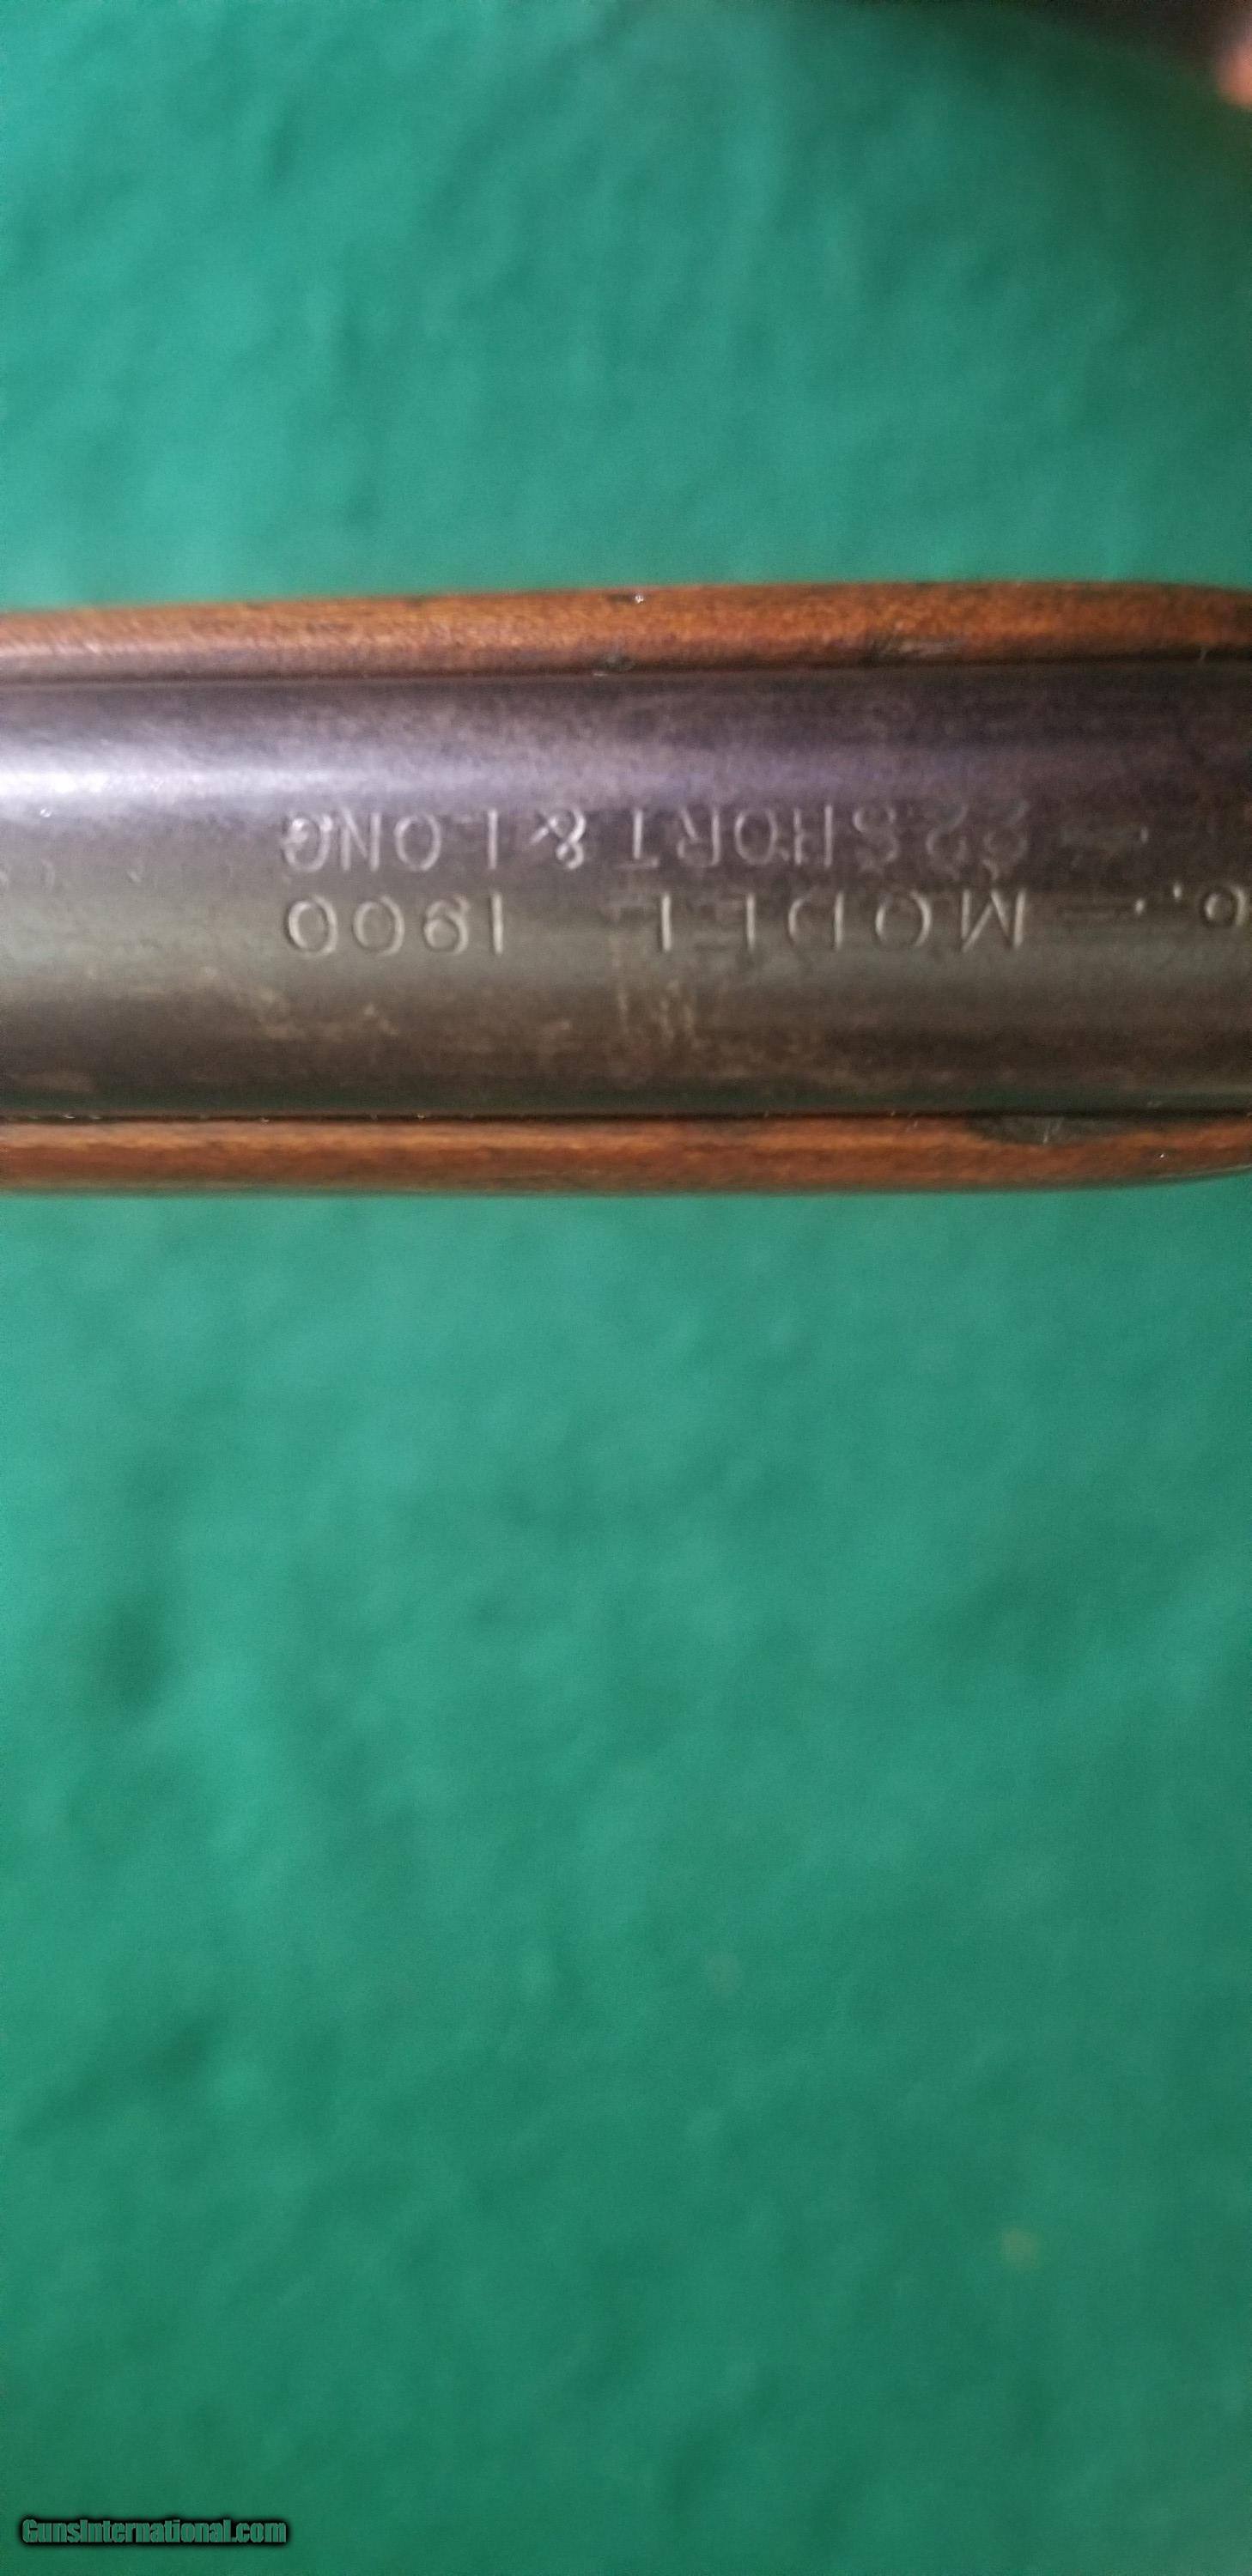 MODEL 1900
22 SHORT & LONG
GunsInternational.com